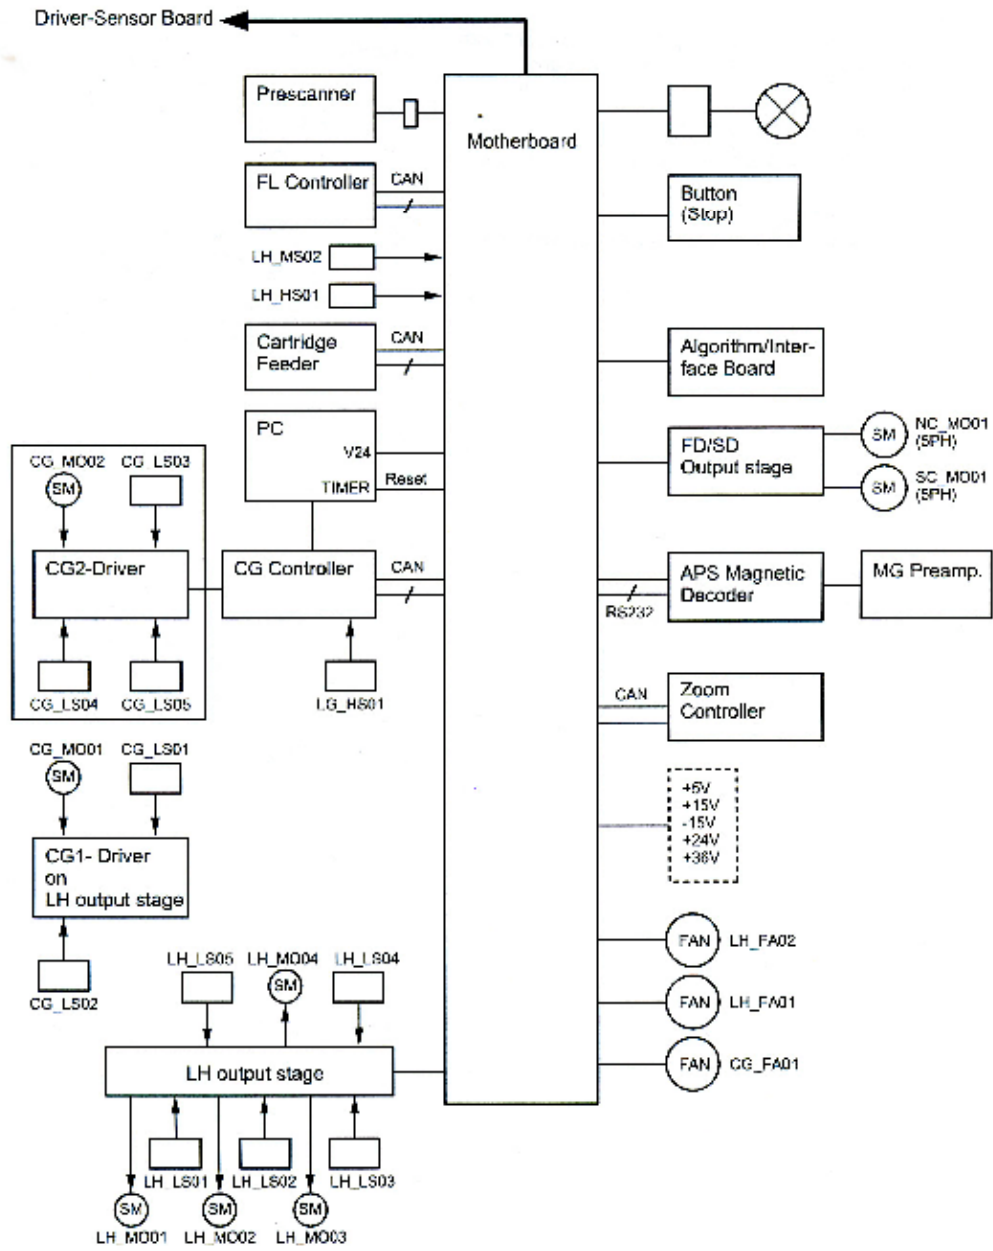 Driver-Sensor Board
Prescanner
Motherboard
FL Controller
CAN
Button
(Stop)
LH_MS02
LH_HS01
Cartridge
Feeder
CAN
Algorithm/Inter-
face Board
PC
V24
TIMER
Reset
FD/SD
Output stage
SM
NC_MO01
(5PH)
SM
SC_MO01
(5PH)
CG_MO02
SM
CG_LS03
CG2-Driver
CG_LS04
CG_LS05
CG Controller
CAN
LG_HS01
APS Magnetic
Decoder
RS232
MG Preamp.
CAN
Zoom
Controller
CG_MO01
SM
CG_LS01
CG1- Driver
on
LH output stage
CG_LS02
+5V
+15V
-15V
+24V
+36V
FAN
LH_FA02
FAN
LH_FA01
FAN
CG_FA01
LH_LS05
LH_MO04
SM
LH_LS04
LH output stage
LH_LS01
LH_LS02
LH_LS03
SM
SM
SM
LH_MO01
LH_MO02
LH_MO03